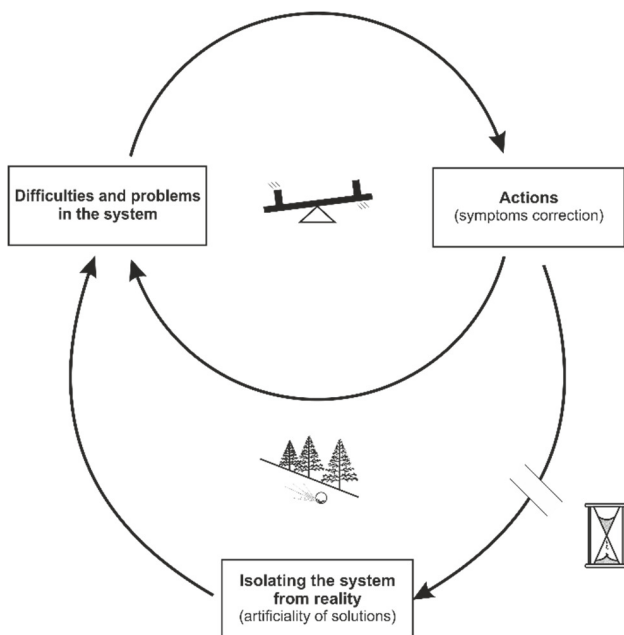 Difficulties and problems
in the system
Actions
(symptoms correction)
Isolating the system
from reality
(artificiality of solutions)